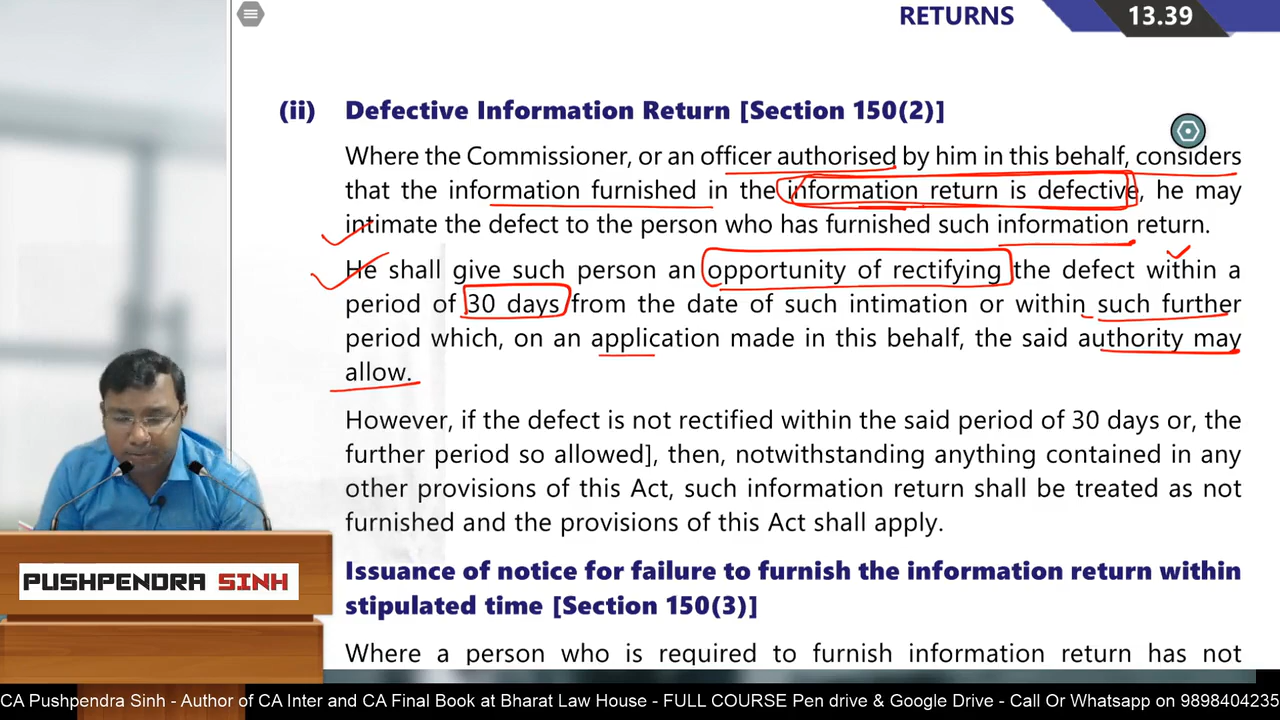 RETURNS 13.39
(ii) Defective Information Return [Section 150(2)]
Where the Commissioner, or an officer authorised by him in this behalf, considers
that the information furnished in the information return is defective, he may
intimate the defect to the person who has furnished such information return.
He shall give such person an opportunity of rectifying the defect within a
period of 30 days from the date of such intimation or within such further
period which, on an application made in this behalf, the said authority may
allow.
However, if the defect is not rectified within the said period of 30 days or, the
further period so allowed], then, notwithstanding anything contained in any
other provisions of this Act, such information return shall be treated as not
furnished and the provisions of this Act shall apply.
Issuance of notice for failure to furnish the information return within
stipulated time [Section 150(3)]
Where a person who is required to furnish information return has not
PUSHPENDRA SINH
CA Pushpendra Sinh - Author of CA Inter and CA Final Book at Bharat Law House - FULL COURSE Pen drive & Google Drive - Call Or Whatsapp on 9898404235